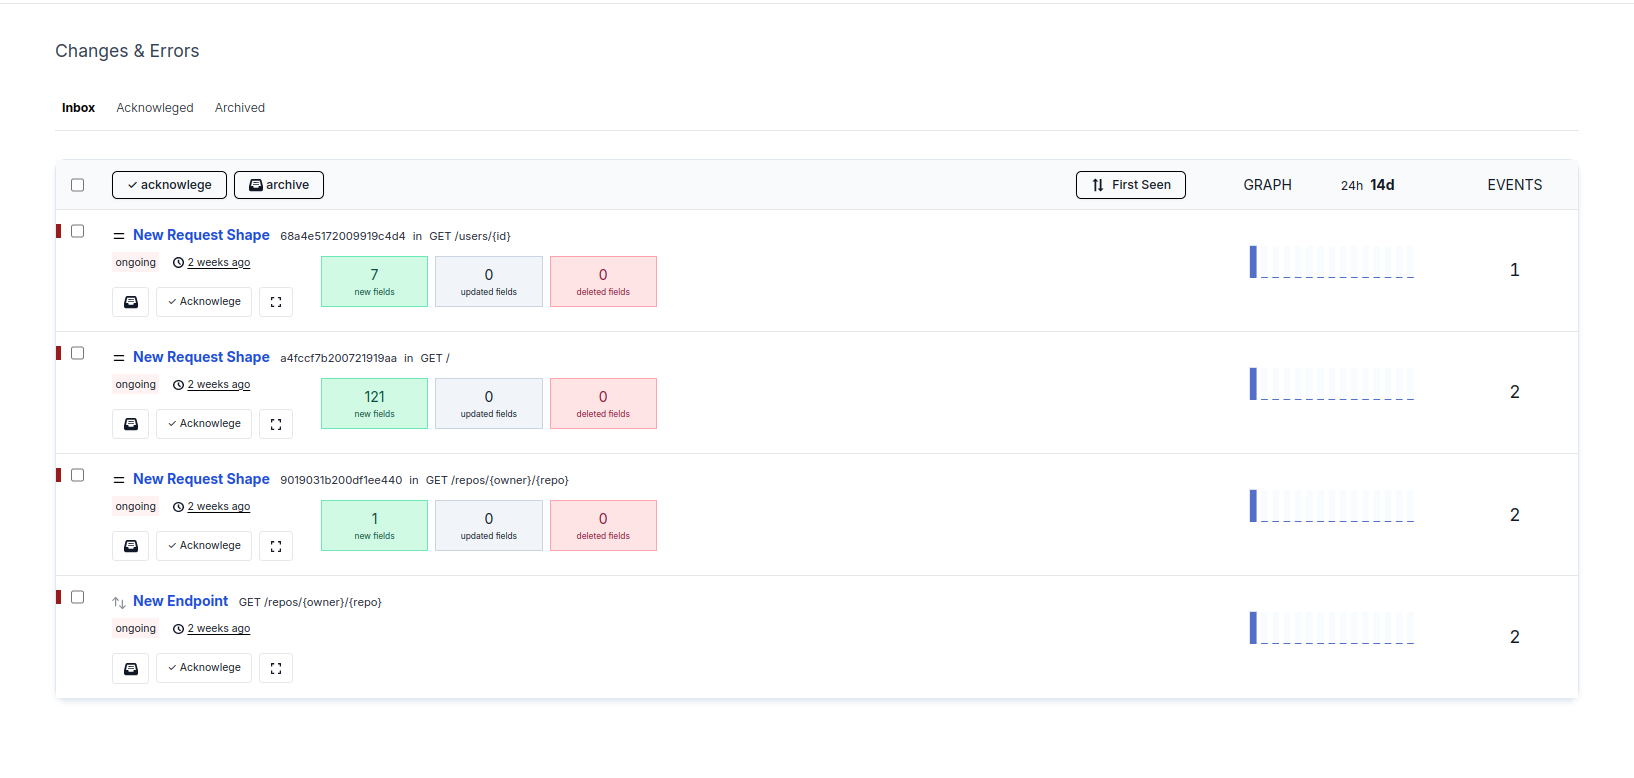 Changes & Errors
Inbox Acknowleged Archived
acknowlege archive First Seen GRAPH 24h 14d EVENTS
New Request Shape 68a4e5172009919c4d4 in GET /users/{id}
ongoing 2 weeks ago
7 new fields 0 updated fields 0 deleted fields
Acknowlege
1
New Request Shape a4fccf7b200721919aa in GET /
ongoing 2 weeks ago
121 new fields 0 updated fields 0 deleted fields
Acknowlege
2
New Request Shape 9019031b200df1ee440 in GET /repos/{owner}/{repo}
ongoing 2 weeks ago
1 new fields 0 updated fields 0 deleted fields
Acknowlege
2
New Endpoint GET /repos/{owner}/{repo}
ongoing 2 weeks ago
Acknowlege
2